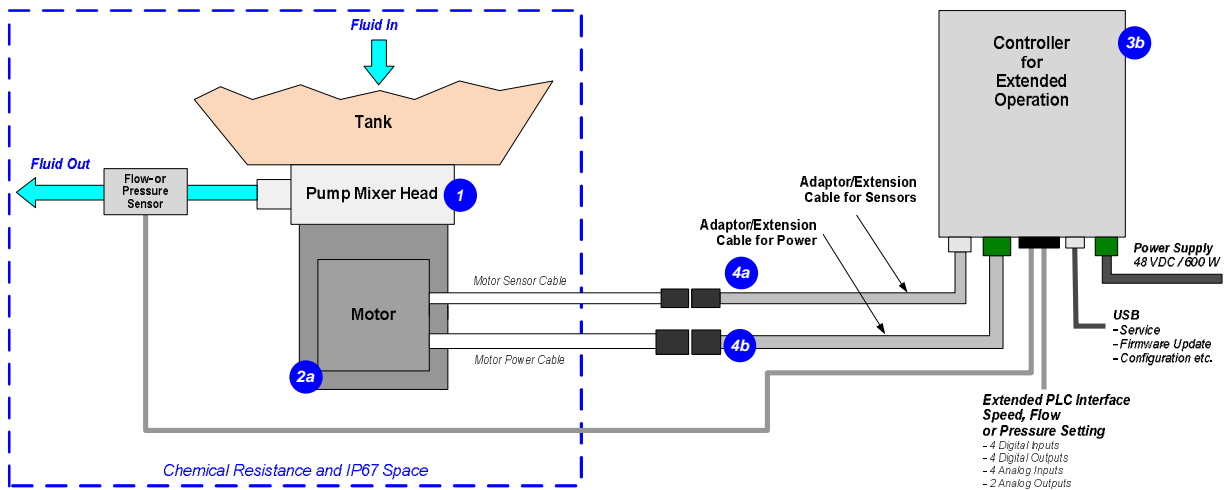 Fluid In
Tank
Fluid Out
Flow-or
Pressure
Sensor
Pump Mixer Head
1
Motor
2a
Motor Sensor Cable
Motor Power Cable
Chemical Resistance and IP67 Space
Adaptor/Extension
Cable for Sensors
Adaptor/Extension
Cable for Power
4a
4b
Controller
for
Extended
Operation
3b
Power Supply
48 VDC / 600 W
USB
- Service
- Firmware Update
- Configuration etc.
Extended PLC Interface
Speed, Flow
or Pressure Setting
- 4 Digital Inputs
- 4 Digital Outputs
- 4 Analog Inputs
- 2 Analog Outputs